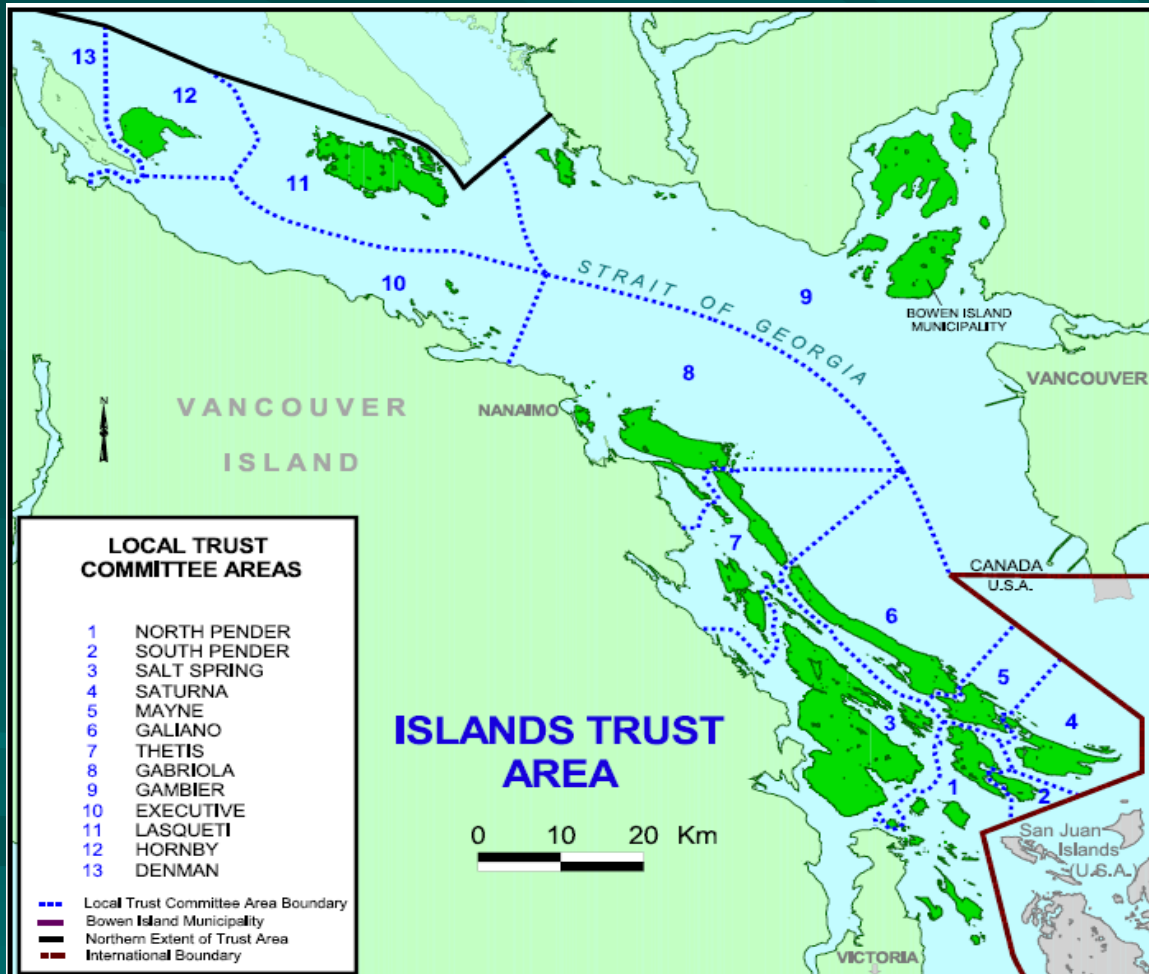 13
12
11
10
STRAIT OF GEORGIA
9
BOWEN ISLAND
MUNICIPALITY
8
VANCOUVER
N
VANCOUVER
ISLAND
NANAIMO
7
CANADA
U.S.A.
6
5
4
3
1
2
ISLANDS TRUST
AREA
0 10 20 Km
San Juan
Islands
(U.S.A.)
VICTORIA
LOCAL TRUST
COMMITTEE AREAS
1 NORTH PENDER
2 SOUTH PENDER
3 SALT SPRING
4 SATURNA
5 MAYNE
6 GALIANO
7 THETIS
8 GABRIOLA
9 GAMBIER
10 EXECUTIVE
11 LASQUETI
12 HORNBY
13 DENMAN
Local Trust Committee Area Boundary
Bowen Island Municipality
Northern Extent of Trust Area
International Boundary